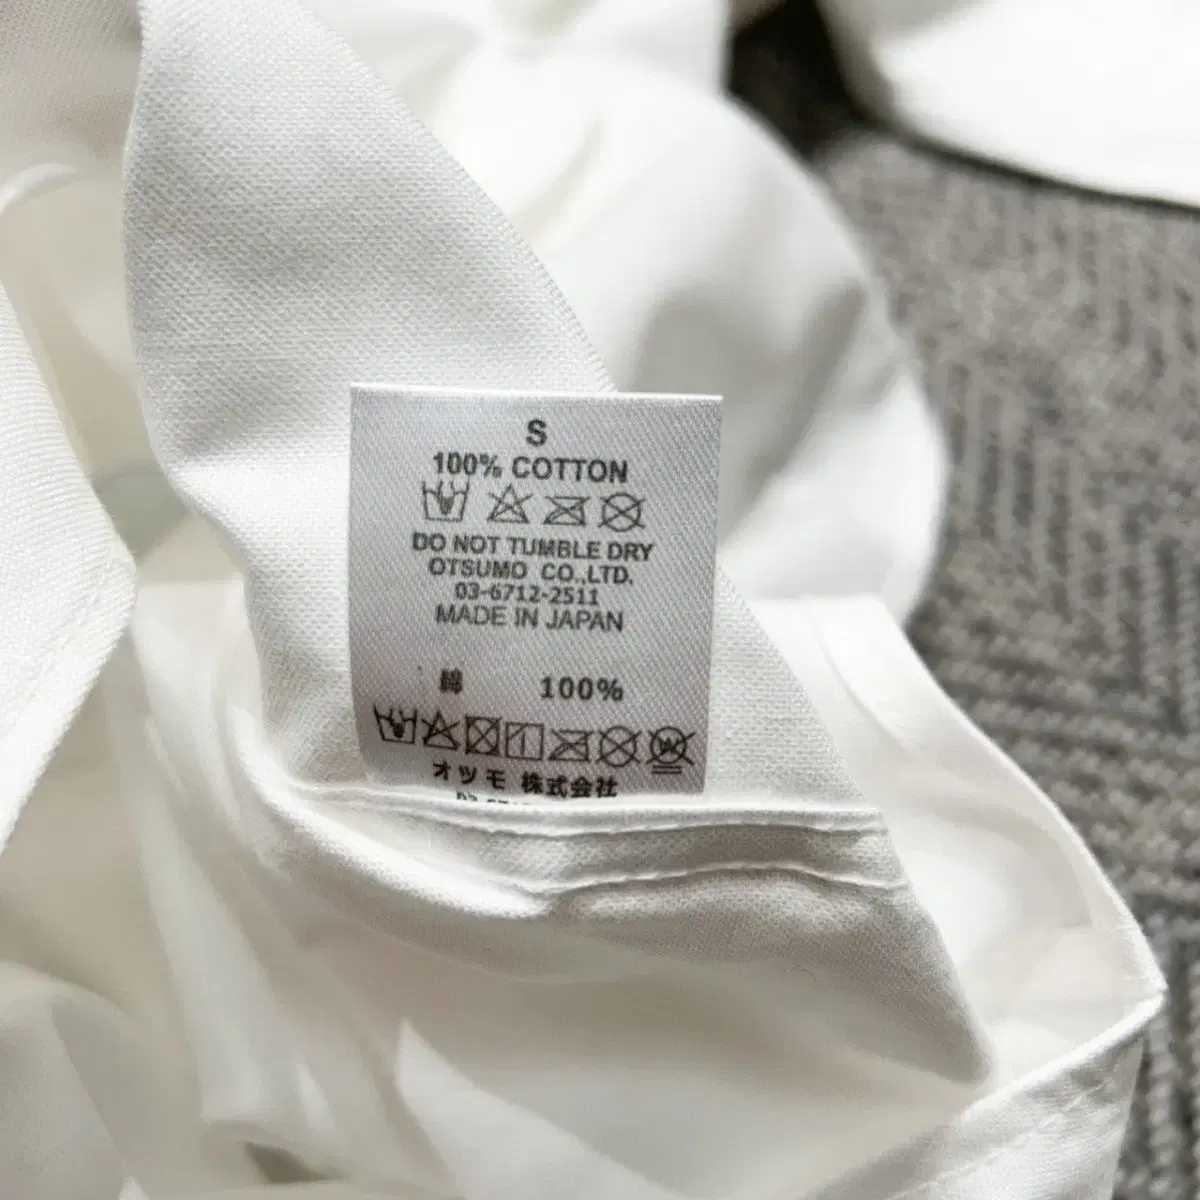 S
100% COTTON
DO NOT TUMBLE DRY
OTSUMO CO.,LTD.
03-6712-2511
MADE IN JAPAN
綿 100%
オツモ 株式会社